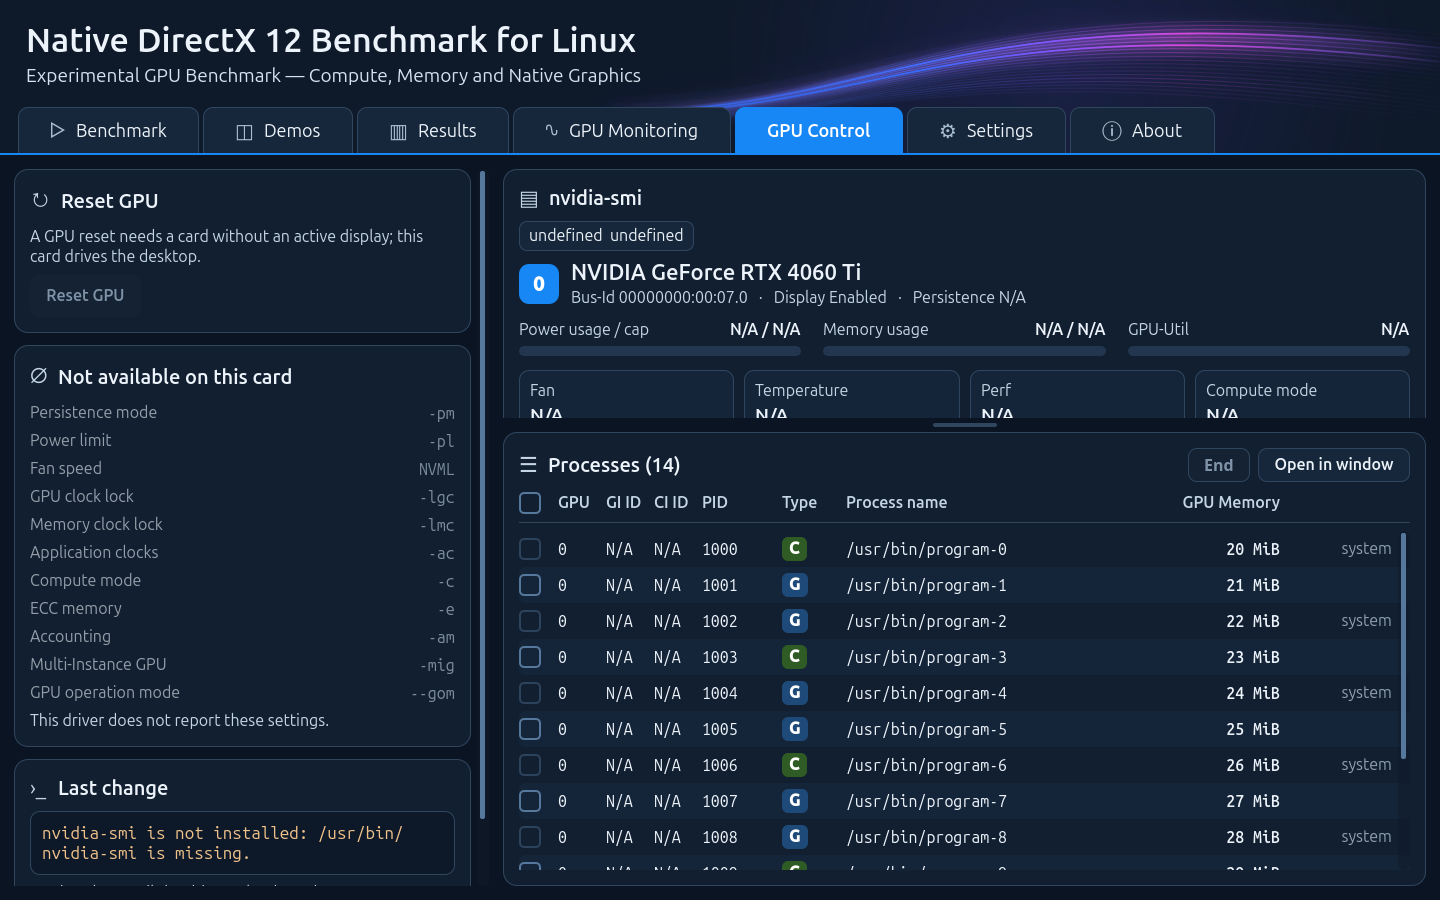 Native DirectX 12 Benchmark for Linux
Experimental GPU Benchmark — Compute, Memory and Native Graphics
Benchmark
Demos
Results
GPU Monitoring
GPU Control
Settings
About
Reset GPU
A GPU reset needs a card without an active display; this
card drives the desktop.
Reset GPU
Not available on this card
Persistence mode -pm
Power limit -pl
Fan speed NVML
GPU clock lock -lgc
Memory clock lock -lmc
Application clocks -ac
Compute mode -c
ECC memory -e
Accounting -am
Multi-Instance GPU -mig
GPU operation mode --gom
This driver does not report these settings.
Last change
nvidia-smi is not installed: /usr/bin/
nvidia-smi is missing.
nvidia-smi
undefined undefined
0
NVIDIA GeForce RTX 4060 Ti
Bus-Id 00000000:00:07.0 · Display Enabled · Persistence N/A
Power usage / cap N/A / N/A
Memory usage N/A / N/A
GPU-Util N/A
Fan
N/A
Temperature
N/A
Perf
N/A
Compute mode
N/A
Processes (14)
End
Open in window
GPU GI ID CI ID PID Type Process name GPU Memory
0 N/A N/A 1000 C /usr/bin/program-0 20 MiB system
0 N/A N/A 1001 G /usr/bin/program-1 21 MiB
0 N/A N/A 1002 G /usr/bin/program-2 22 MiB system
0 N/A N/A 1003 C /usr/bin/program-3 23 MiB
0 N/A N/A 1004 G /usr/bin/program-4 24 MiB system
0 N/A N/A 1005 G /usr/bin/program-5 25 MiB
0 N/A N/A 1006 C /usr/bin/program-6 26 MiB system
0 N/A N/A 1007 G /usr/bin/program-7 27 MiB
0 N/A N/A 1008 G /usr/bin/program-8 28 MiB system